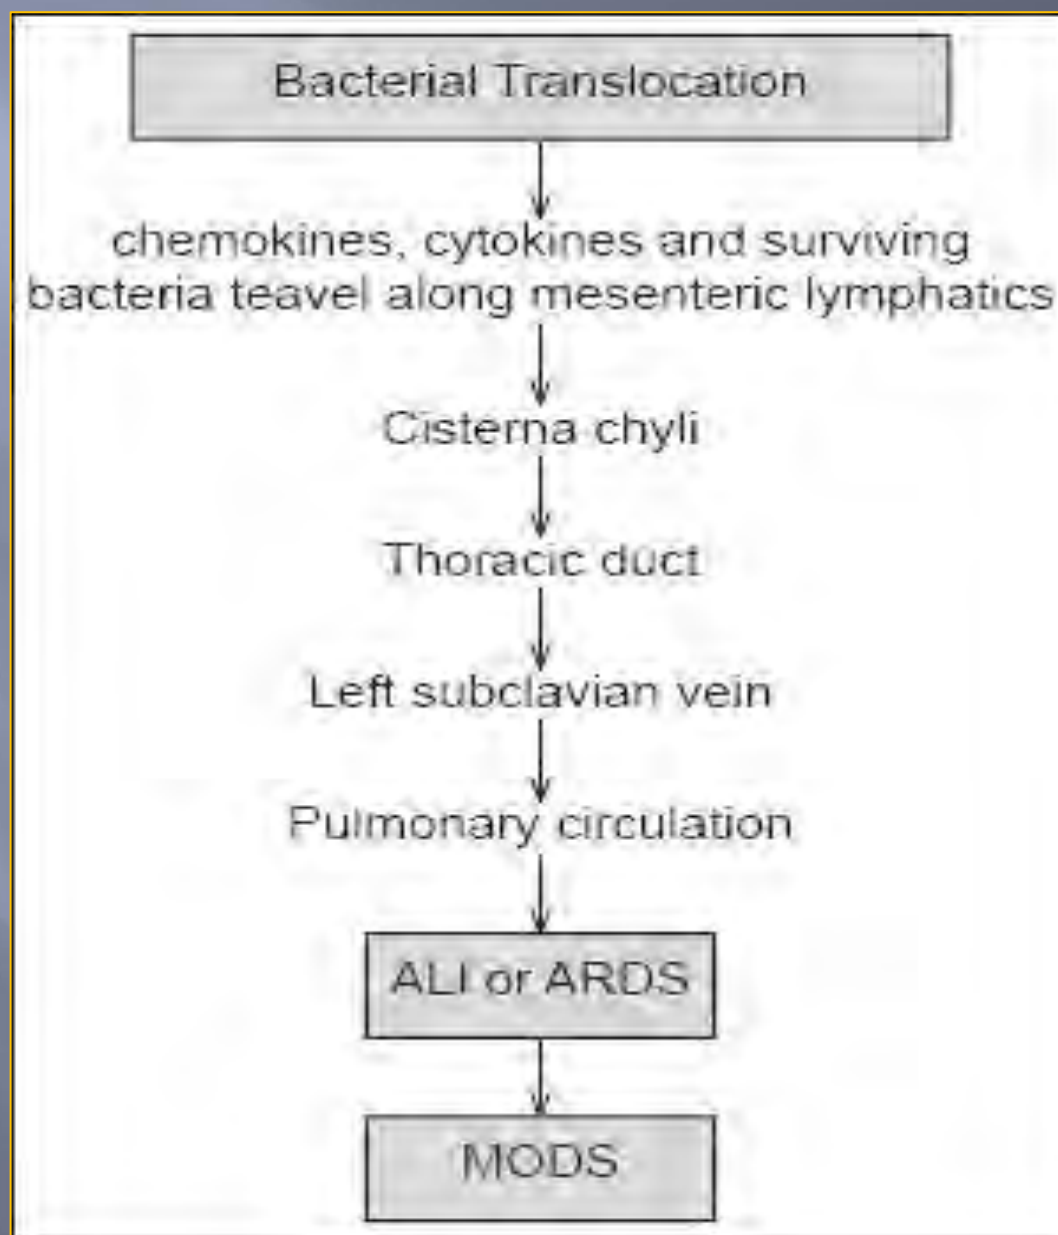 Bacterial Translocation
chemokines, cytokines and surviving
bacteria teavel along mesenteric lymphatics
Cisterna chyli
Thoracic duct
Left subclavian vein
Pulmonary circulation
ALI or ARDS
MODS